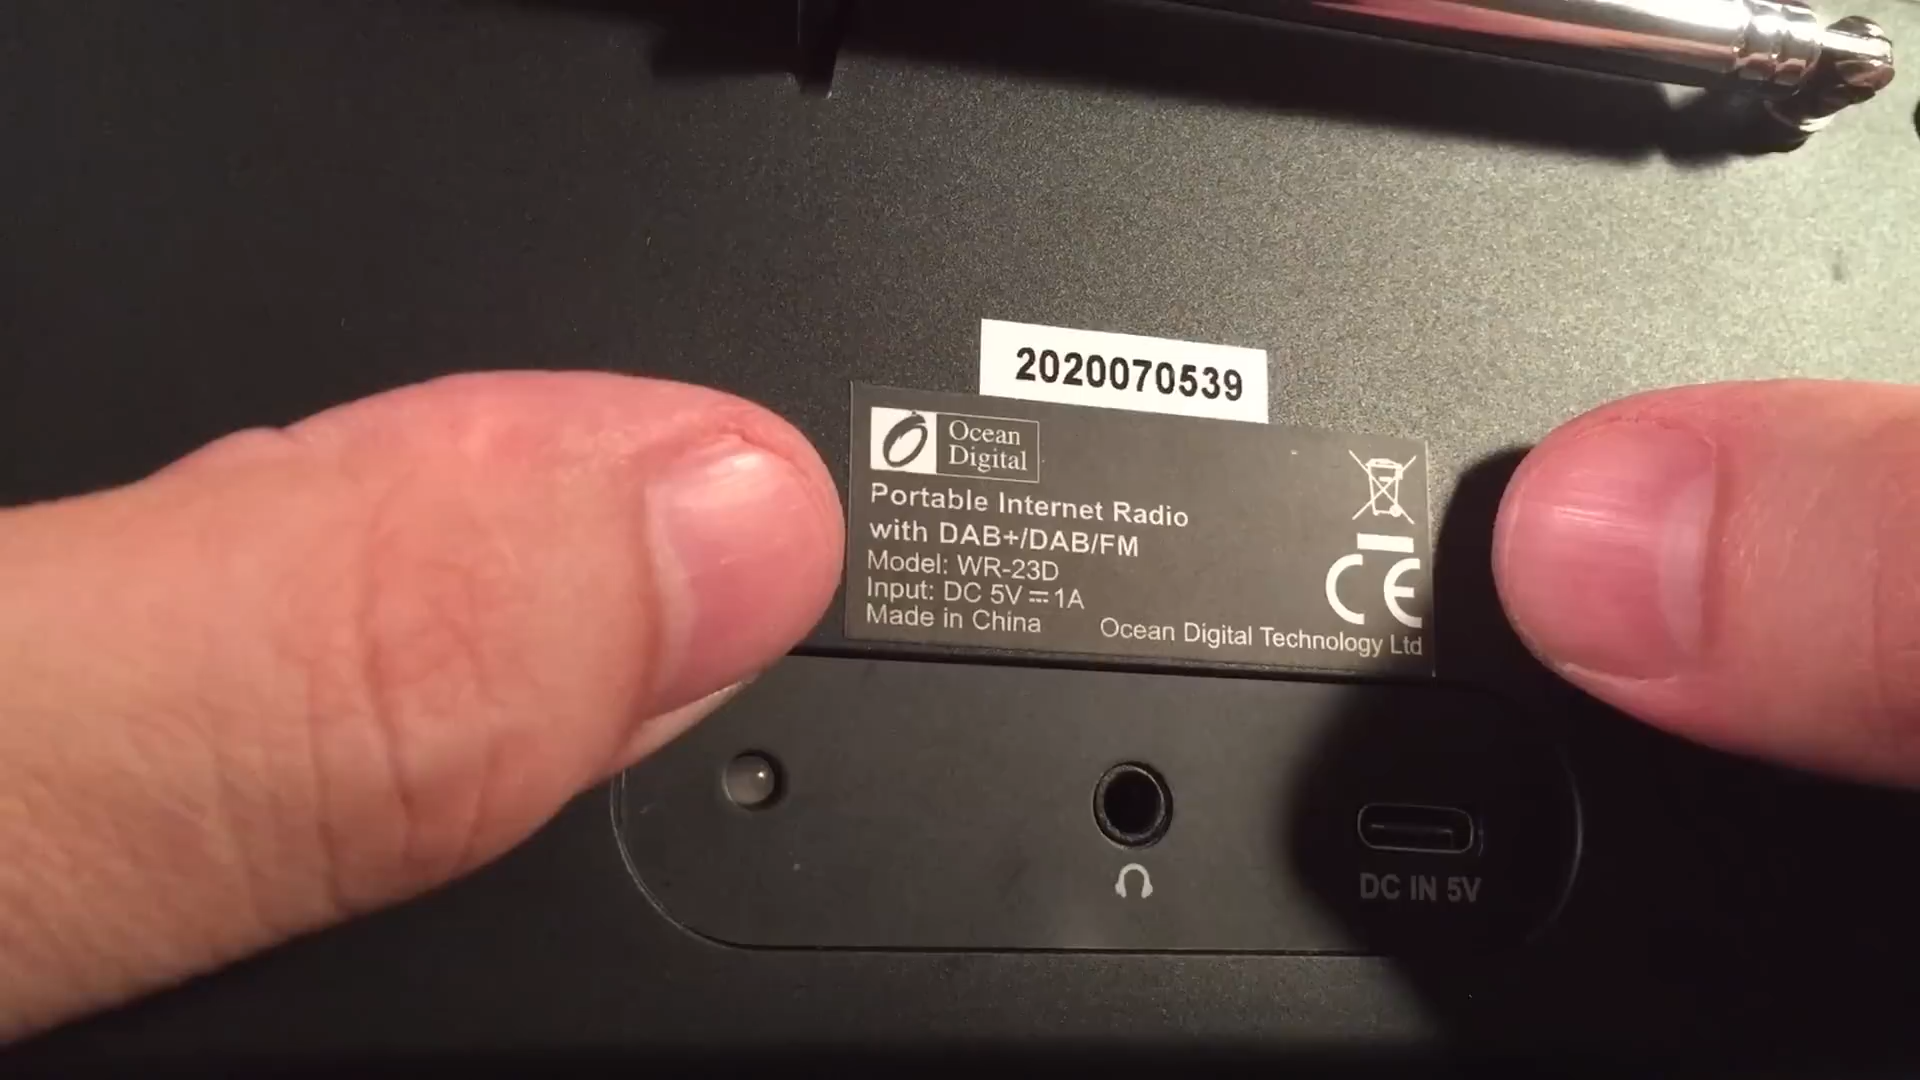 2020070539
Ocean
Digital
Portable Internet Radio
with DAB+/DAB/FM
Model: WR-23D
Input: DC 5V ⎓ 1A
Made in China
Ocean Digital Technology Ltd
CE
DC IN 5V